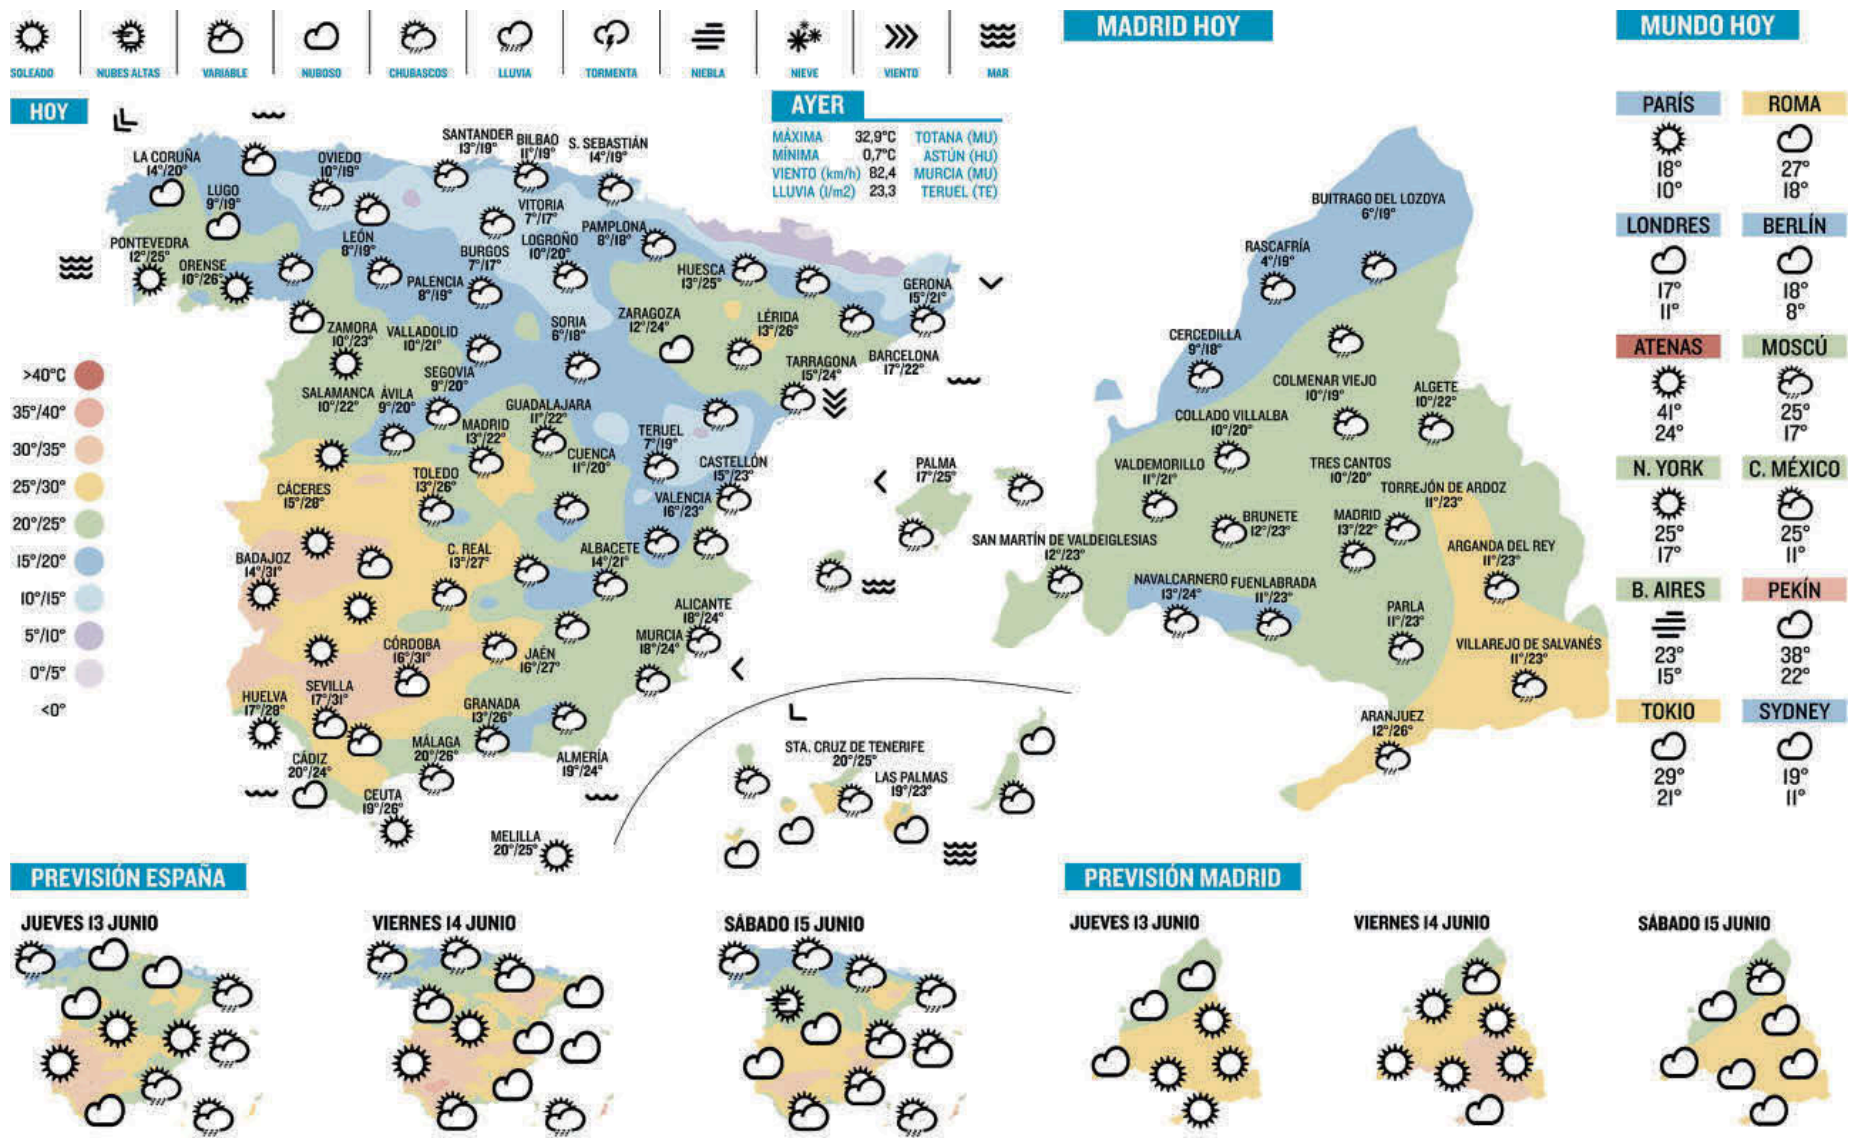 SOLEADO
NUBES ALTAS
VARIABLE
NUBOSO
CHUBASCOS
LLUVIA
TORMENTA
NIEBLA
NIEVE
VIENTO
MAR
HOY
AYER
MÁXIMA 32,9°C TOTANA (MU)
MÍNIMA 0,7°C ASTÚN (HU)
VIENTO (km/h) 82,4 MURCIA (MU)
LLUVIA (l/m2) 23,3 TERUEL (TE)
LA CORUÑA
14°/20°
LUGO
9°/19°
OVIEDO
10°/19°
SANTANDER
13°/19°
BILBAO
11°/19°
S. SEBASTIÁN
14°/19°
VITORIA
7°/17°
PAMPLONA
8°/18°
PONTEVEDRA
12°/25°
ORENSE
10°/26°
LEÓN
8°/19°
BURGOS
7°/17°
LOGROÑO
10°/20°
PALENCIA
8°/19°
HUESCA
13°/25°
GERONA
15°/21°
ZAMORA
10°/23°
VALLADOLID
10°/21°
SORIA
6°/18°
ZARAGOZA
12°/24°
LÉRIDA
13°/26°
TARRAGONA
15°/24°
BARCELONA
17°/22°
SEGOVIA
9°/20°
SALAMANCA
10°/22°
ÁVILA
9°/20°
MADRID
13°/22°
GUADALAJARA
11°/22°
CUENCA
11°/20°
TERUEL
7°/19°
CASTELLÓN
15°/23°
TOLEDO
13°/26°
CÁCERES
15°/28°
VALENCIA
16°/23°
PALMA
17°/25°
BADAJOZ
14°/31°
C. REAL
13°/27°
ALBACETE
14°/21°
ALICANTE
18°/24°
MURCIA
18°/24°
CÓRDOBA
16°/31°
JAÉN
16°/27°
HUELVA
17°/28°
SEVILLA
17°/31°
GRANADA
13°/26°
CÁDIZ
20°/24°
MÁLAGA
20°/26°
ALMERÍA
19°/24°
CEUTA
19°/26°
MELILLA
20°/25°
STA. CRUZ DE TENERIFE
20°/25°
LAS PALMAS
19°/23°
>40°C
35°/40°
30°/35°
25°/30°
20°/25°
15°/20°
10°/15°
5°/10°
0°/5°
<0°
MADRID HOY
BUITRAGO DEL LOZOYA
6°/19°
RASCAFRÍA
4°/19°
CERCEDILLA
9°/18°
COLMENAR VIEJO
10°/19°
ALGETE
10°/22°
COLLADO VILLALBA
10°/20°
VALDEMORILLO
11°/21°
TRES CANTOS
10°/20°
TORREJÓN DE ARDOZ
11°/23°
BRUNETE
12°/23°
MADRID
13°/22°
SAN MARTÍN DE VALDEIGLESIAS
12°/23°
ARGANDA DEL REY
11°/23°
NAVALCARNERO
13°/24°
FUENLABRADA
11°/23°
PARLA
11°/23°
VILLAREJO DE SALVANÉS
11°/23°
ARANJUEZ
12°/26°
MUNDO HOY
PARÍS
18°
10°
ROMA
27°
18°
LONDRES
17°
11°
BERLÍN
18°
8°
ATENAS
41°
24°
MOSCÚ
25°
17°
N. YORK
25°
17°
C. MÉXICO
25°
11°
B. AIRES
23°
15°
PEKÍN
38°
22°
TOKIO
29°
21°
SYDNEY
19°
11°
PREVISIÓN ESPAÑA
JUEVES 13 JUNIO
VIERNES 14 JUNIO
SÁBADO 15 JUNIO
PREVISIÓN MADRID
JUEVES 13 JUNIO
VIERNES 14 JUNIO
SÁBADO 15 JUNIO